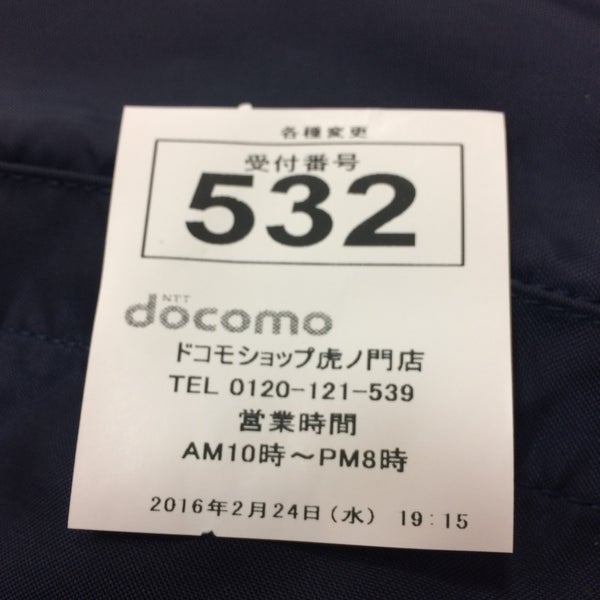 各種変更
受付番号
532
NTT
docomo
ドコモショップ虎ノ門店
TEL 0120-121-539
営業時間
AM10時～PM8時
2016年2月24日(水) 19:15